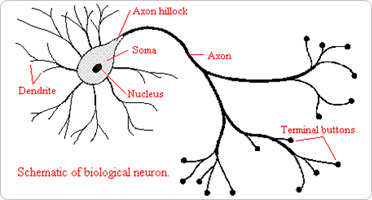 Axon hillock
Soma
Axon
Dendrite
Nucleus
Terminal buttons
Schematic of biological neuron.